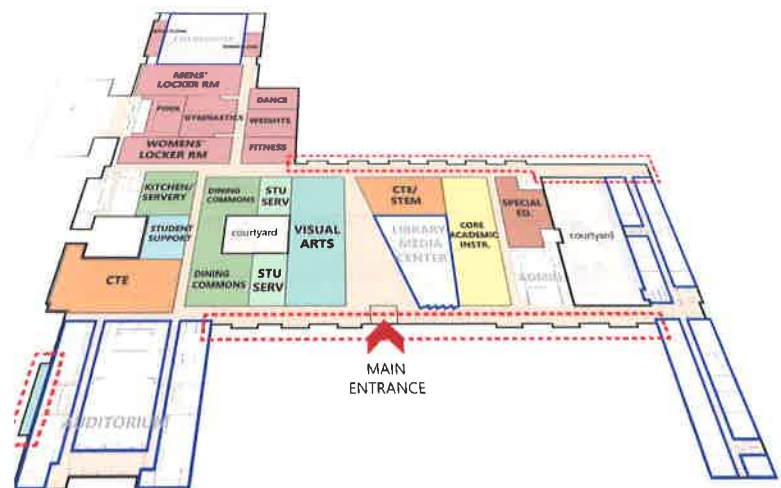 MENS'
LOCKER RM
POOL
GYMNASTICS
DANCE
WEIGHTS
WOMENS'
LOCKER RM
FITNESS
KITCHEN/
SERVERY
DINING
COMMONS
STU
SERV
CTE/
STEM
SPECIAL
ED.
STUDENT
SUPPORT
courtyard
VISUAL
ARTS
LIBRARY
MEDIA
CENTER
CORE
ACADEMIC
INSTR.
courtyard
CTE
DINING
COMMONS
STU
SERV
ADMIN
MAIN
ENTRANCE
AUDITORIUM